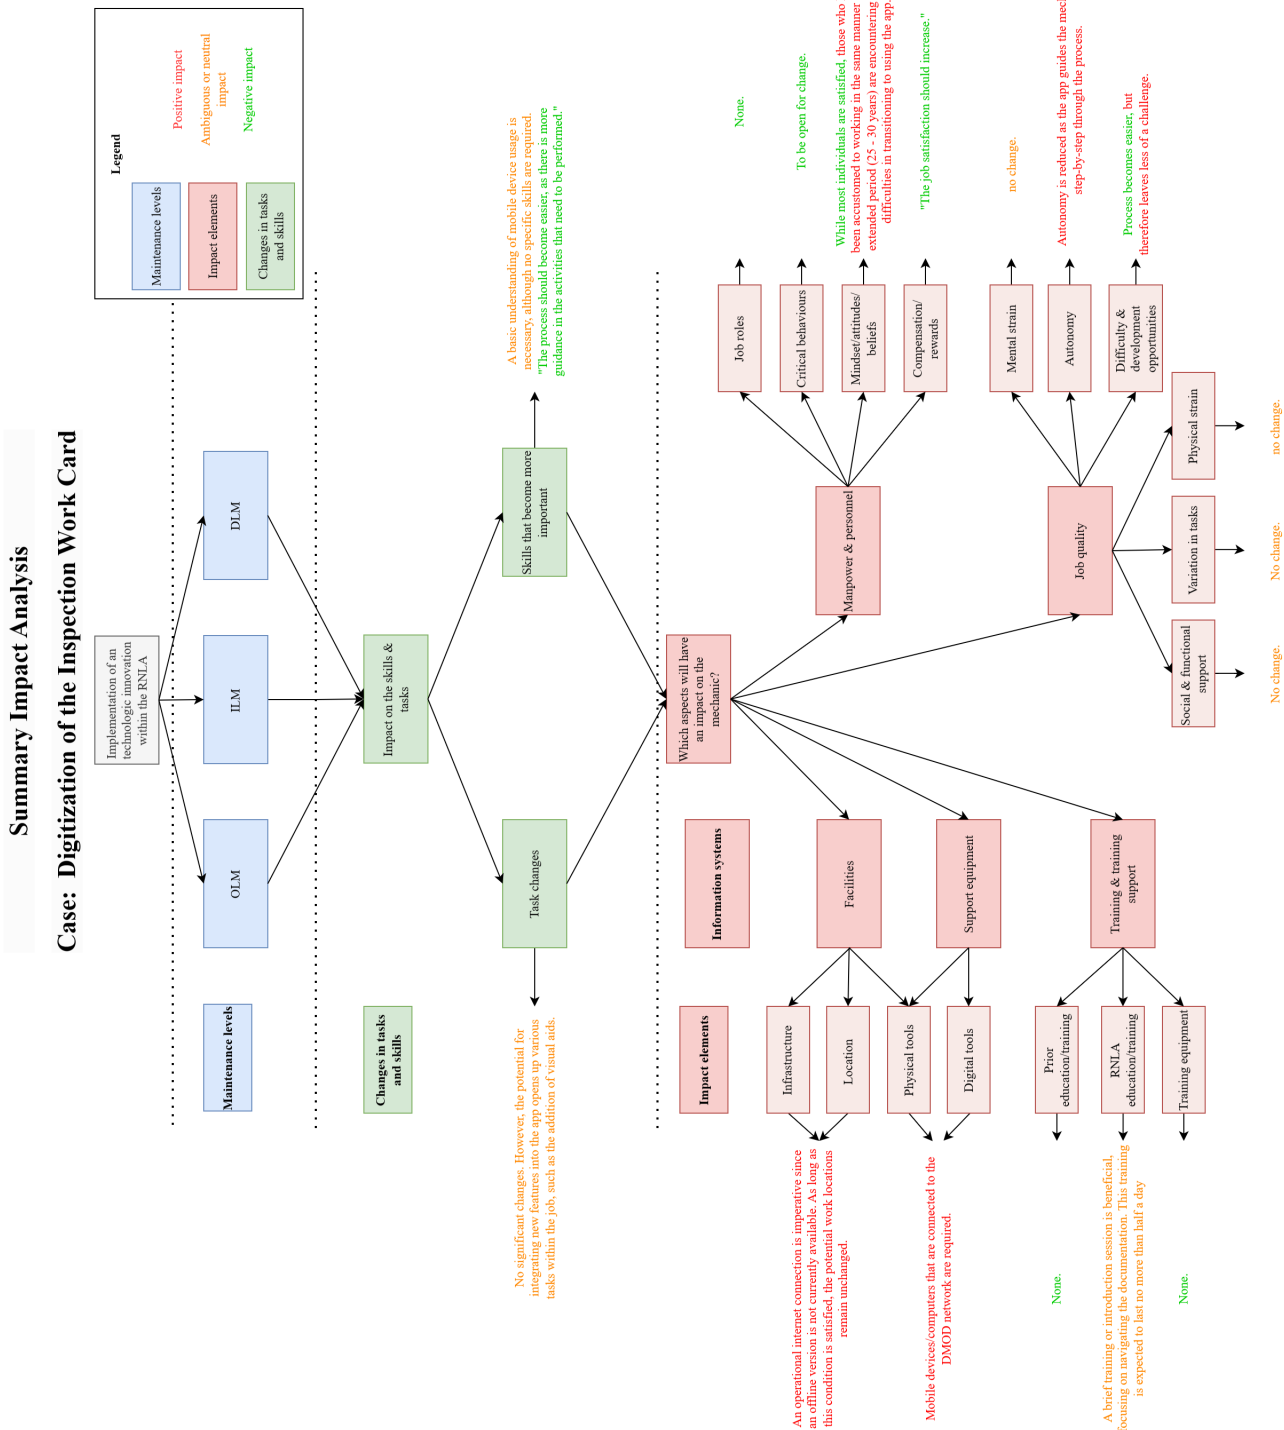 Summary Impact Analysis
Case: Digitization of the Inspection Work Card
Legend
Maintenance levels
Impact elements
Changes in tasks
and skills
Positive impact
Ambiguous or neutral
impact
Negative impact
Implementation of an
technologic innovation
within the RNLA
Maintenance levels
OLM
ILM
DLM
Changes in tasks
and skills
Impact on the skills &
tasks
No significant changes. However, the potential for
integrating new features into the app opens up various
tasks within the job, such as the addition of visual aids.
Task changes
Skills that become more
important
A basic understanding of mobile device usage is
necessary, although no specific skills are required.
"The process should become easier, as there is more
guidance in the activities that need to be performed."
Impact elements
Information systems
Which aspects will have
an impact on the
mechanic?
An operational internet connection is imperative since
an offline version is not currently available. As long as
this condition is satisfied, the potential work locations
remain unchanged.
Infrastructure
Location
Facilities
Mobile devices/computers that are connected to the
DMOD network are required.
Physical tools
Digital tools
Support equipment
None.
Prior
education/training
A brief training or introduction session is beneficial,
focusing on navigating the documentation. This training
is expected to last no more than half a day
RNLA
education/training
None.
Training equipment
Training & training
support
Manpower & personnel
Job roles
None.
Critical behaviours
To be open for change.
Mindset/attitudes/
beliefs
While most individuals are satisfied, those who
been accustomed to working in the same manner
extended period (25 - 30 years) are encountering
difficulties in transitioning to using the app.
Compensation/
rewards
"The job satisfaction should increase."
Job quality
Mental strain
no change.
Autonomy
Autonomy is reduced as the app guides the
step-by-step through the process.
Difficulty &
development
opportunities
Process becomes easier, but
therefore leaves less of a challenge.
Social & functional
support
No change.
Variation in tasks
No change.
Physical strain
no change.